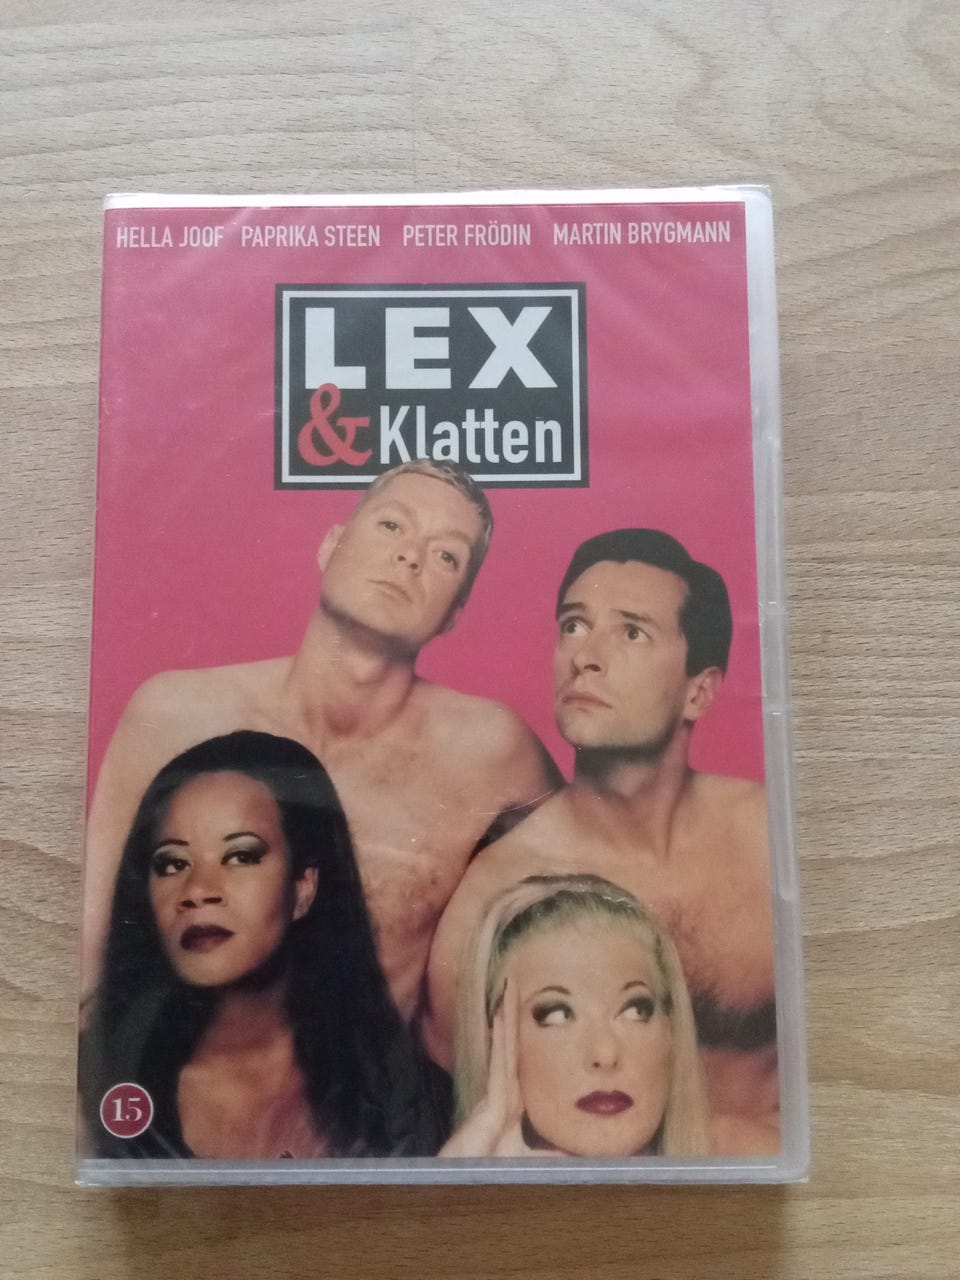 HELLA JOOF PAPRIKA STEEN PETER FRÖDIN MARTIN BRYGMANN
LEX
& Klatten
15